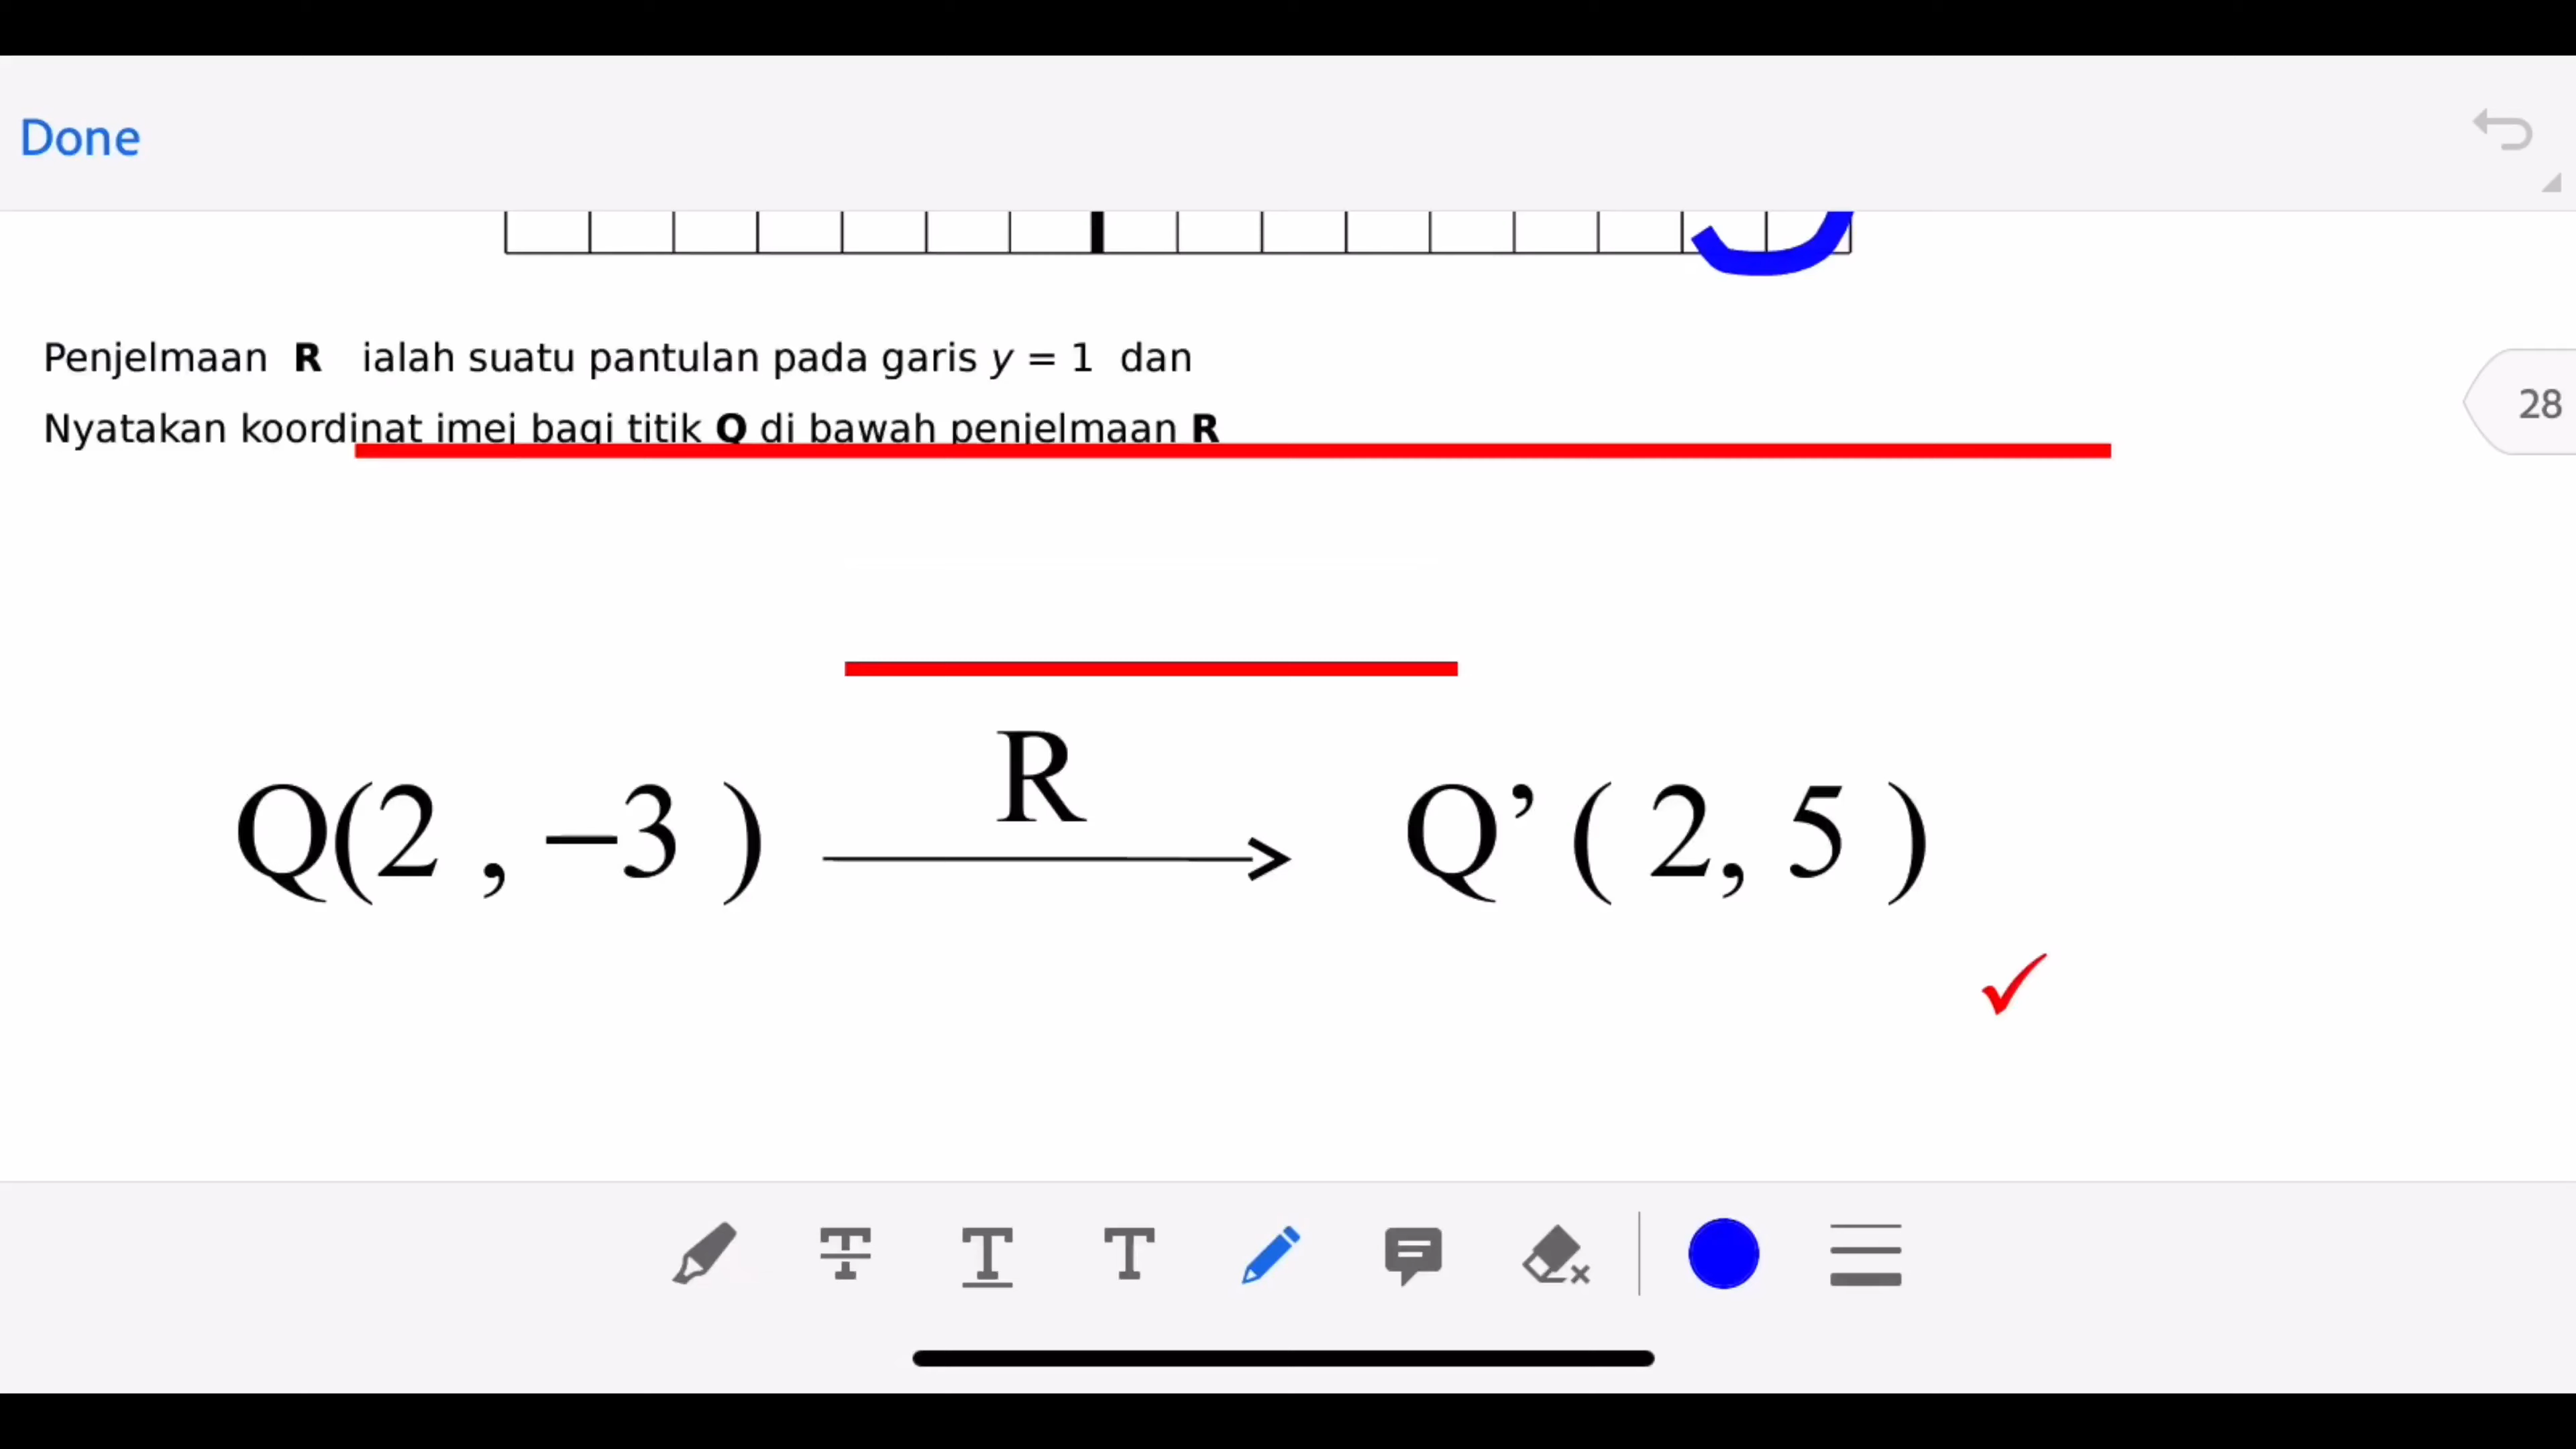 Done
Penjelmaan R ialah suatu pantulan pada garis y = 1 dan
28
Nyatakan koordinat imej bagi titik Q di bawah penjelmaan R
R
Q(2 , –3 ) Q’ ( 2, 5 )